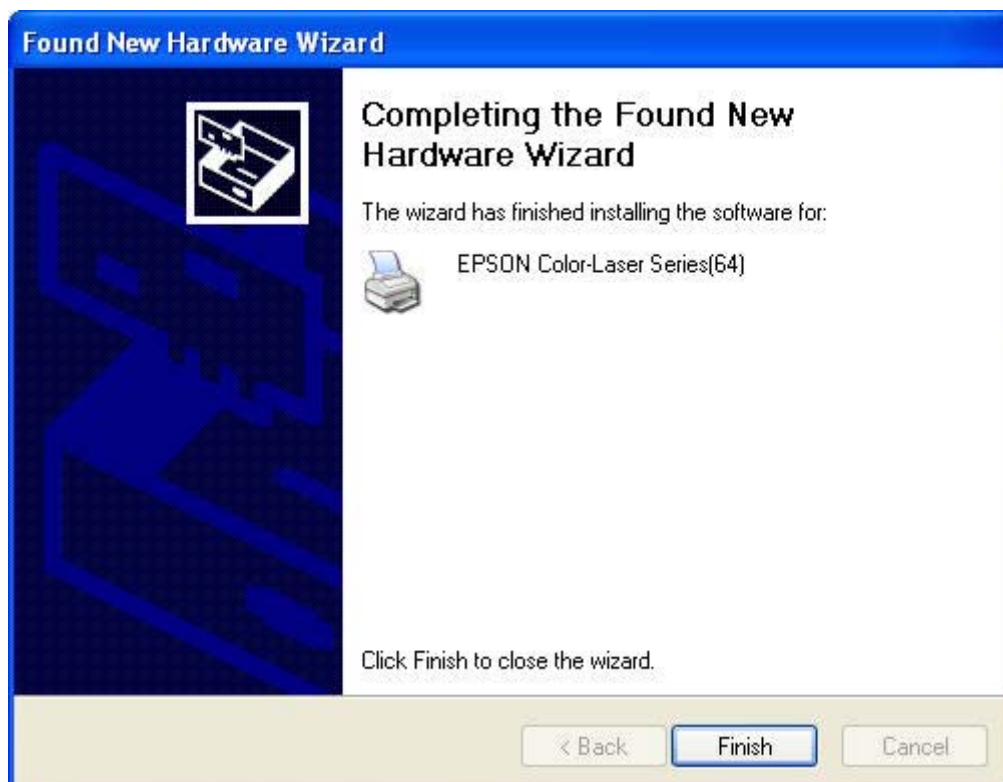 Found New Hardware Wizard
Completing the Found New
Hardware Wizard
The wizard has finished installing the software for:
EPSON Color-Laser Series(64)
Click Finish to close the wizard.
< Back
Finish
Cancel